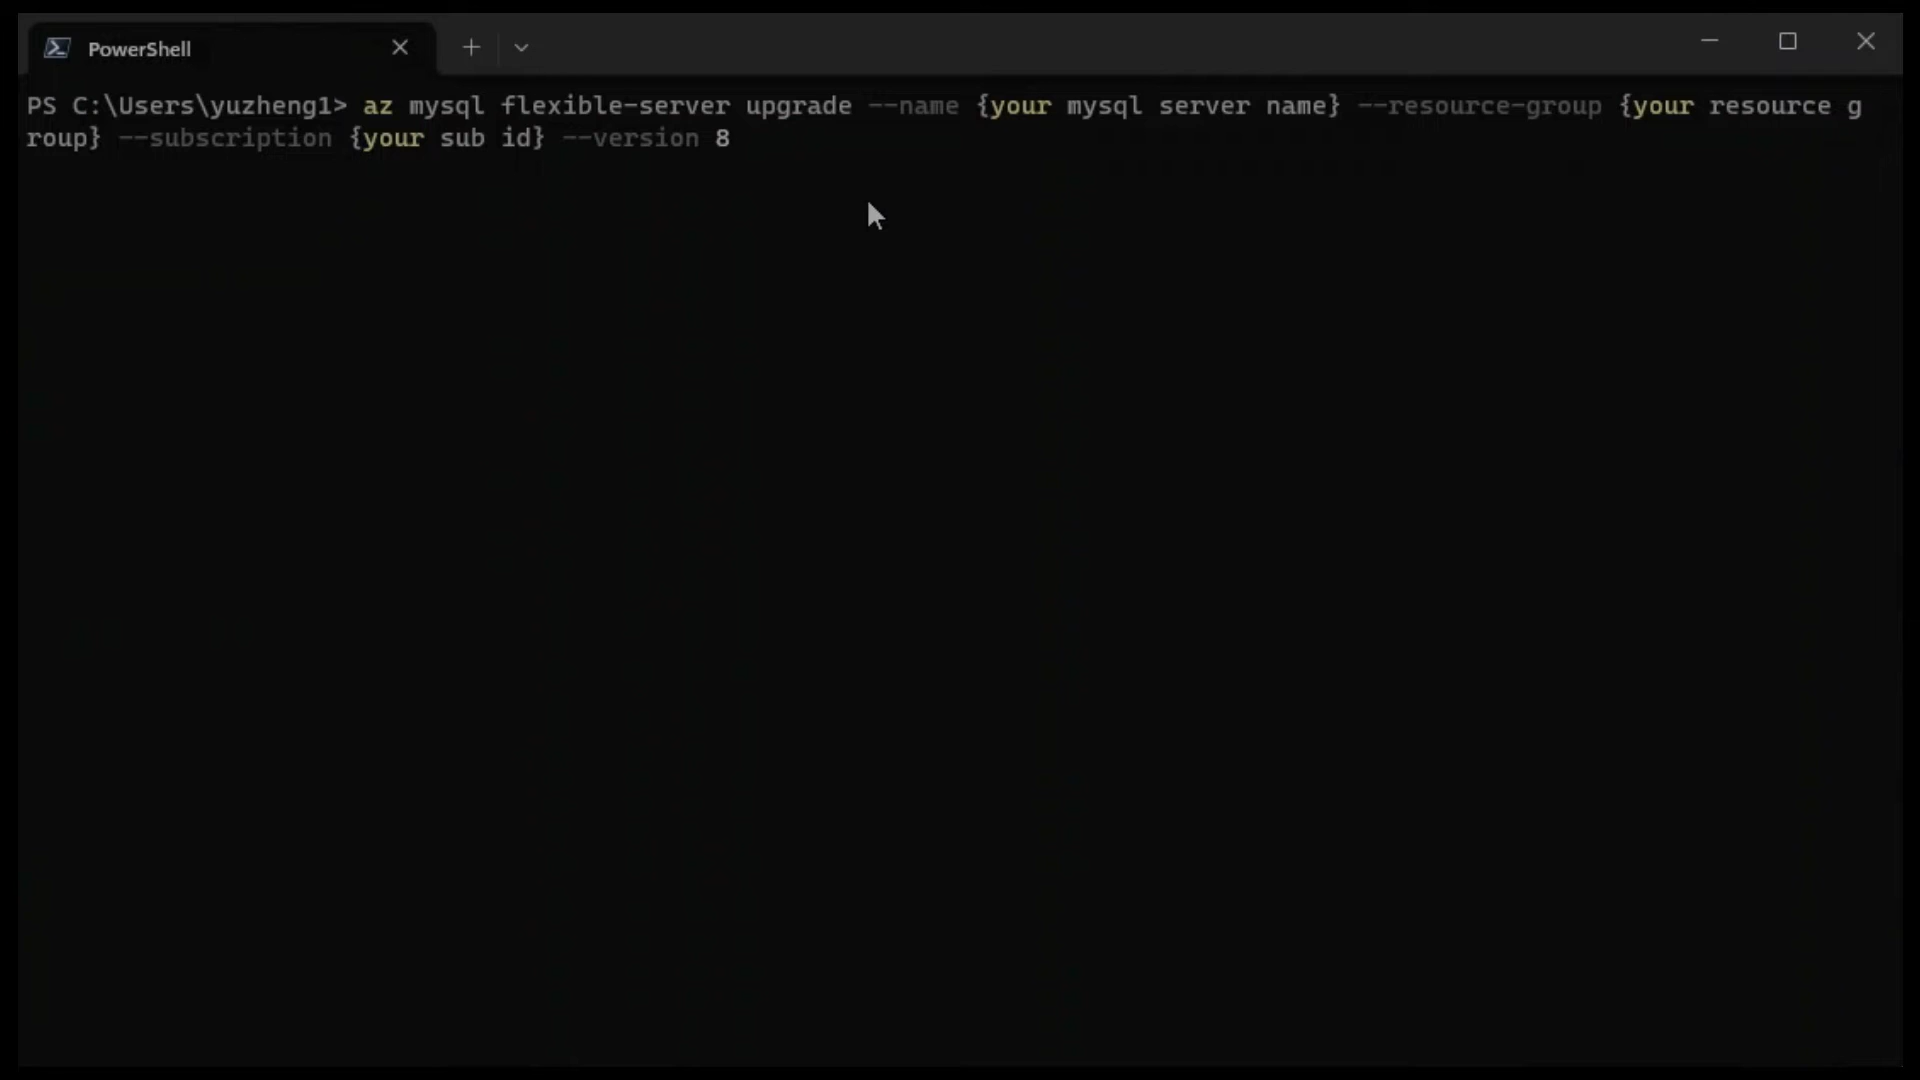 PowerShell
PS C:\Users\yuzheng1> az mysql flexible-server upgrade --name {your mysql server name} --resource-group {your resource g
roup} --subscription {your sub id} --version 8